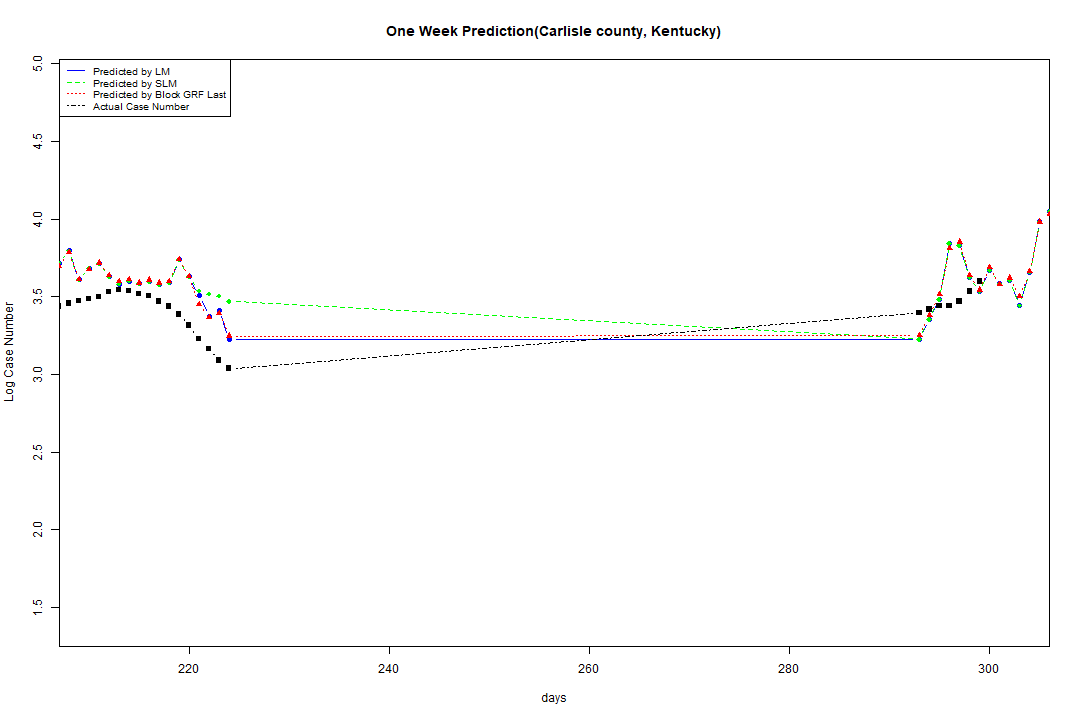 One Week Prediction(Carlisle county, Kentucky)
Predicted by LM
Predicted by SLM
Predicted by Block GRF Last
Actual Case Number
5.0
4.5
4.0
3.5
3.0
2.5
2.0
1.5
Log Case Number
220 240 260 280 300
days